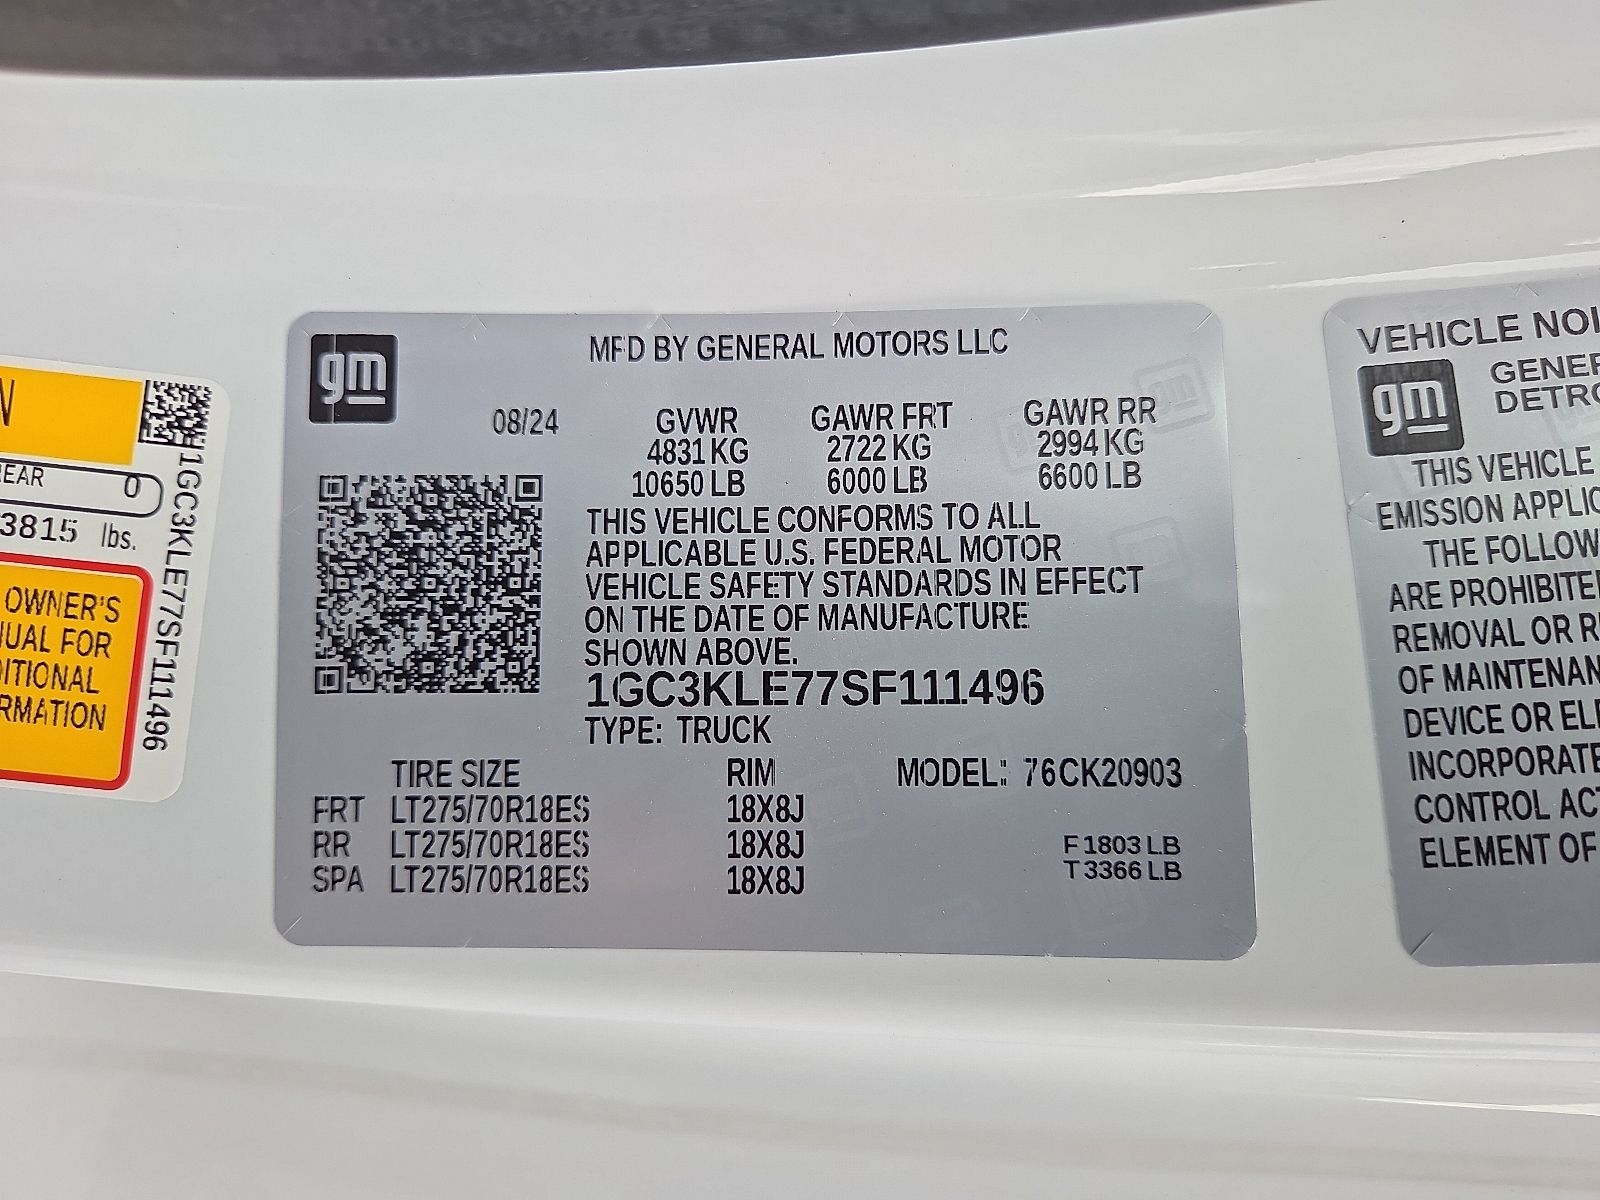 N
REAR 0
3815 lbs.
OWNER'S
UAL FOR
ITIONAL
RMATION
1GC3KLE77SF111496
gm
MFD BY GENERAL MOTORS LLC
08/24 GVWR GAWR FRT GAWR RR
4831 KG 2722 KG 2994 KG
10650 LB 6000 LB 6600 LB
THIS VEHICLE CONFORMS TO ALL
APPLICABLE U.S. FEDERAL MOTOR
VEHICLE SAFETY STANDARDS IN EFFECT
ON THE DATE OF MANUFACTURE
SHOWN ABOVE.
1GC3KLE77SF111496
TYPE: TRUCK
TIRE SIZE RIM MODEL: 76CK20903
FRT LT275/70R18ES 18X8J
RR LT275/70R18ES 18X8J F 1803 LB
SPA LT275/70R18ES 18X8J T 3366 LB
VEHICLE NOI
gm
GENER
DETRO
THIS VEHICLE
EMISSION APPLIC
THE FOLLOW
ARE PROHIBITE
REMOVAL OR R
OF MAINTENAN
DEVICE OR ELE
INCORPORATE
CONTROL ACT
ELEMENT OF